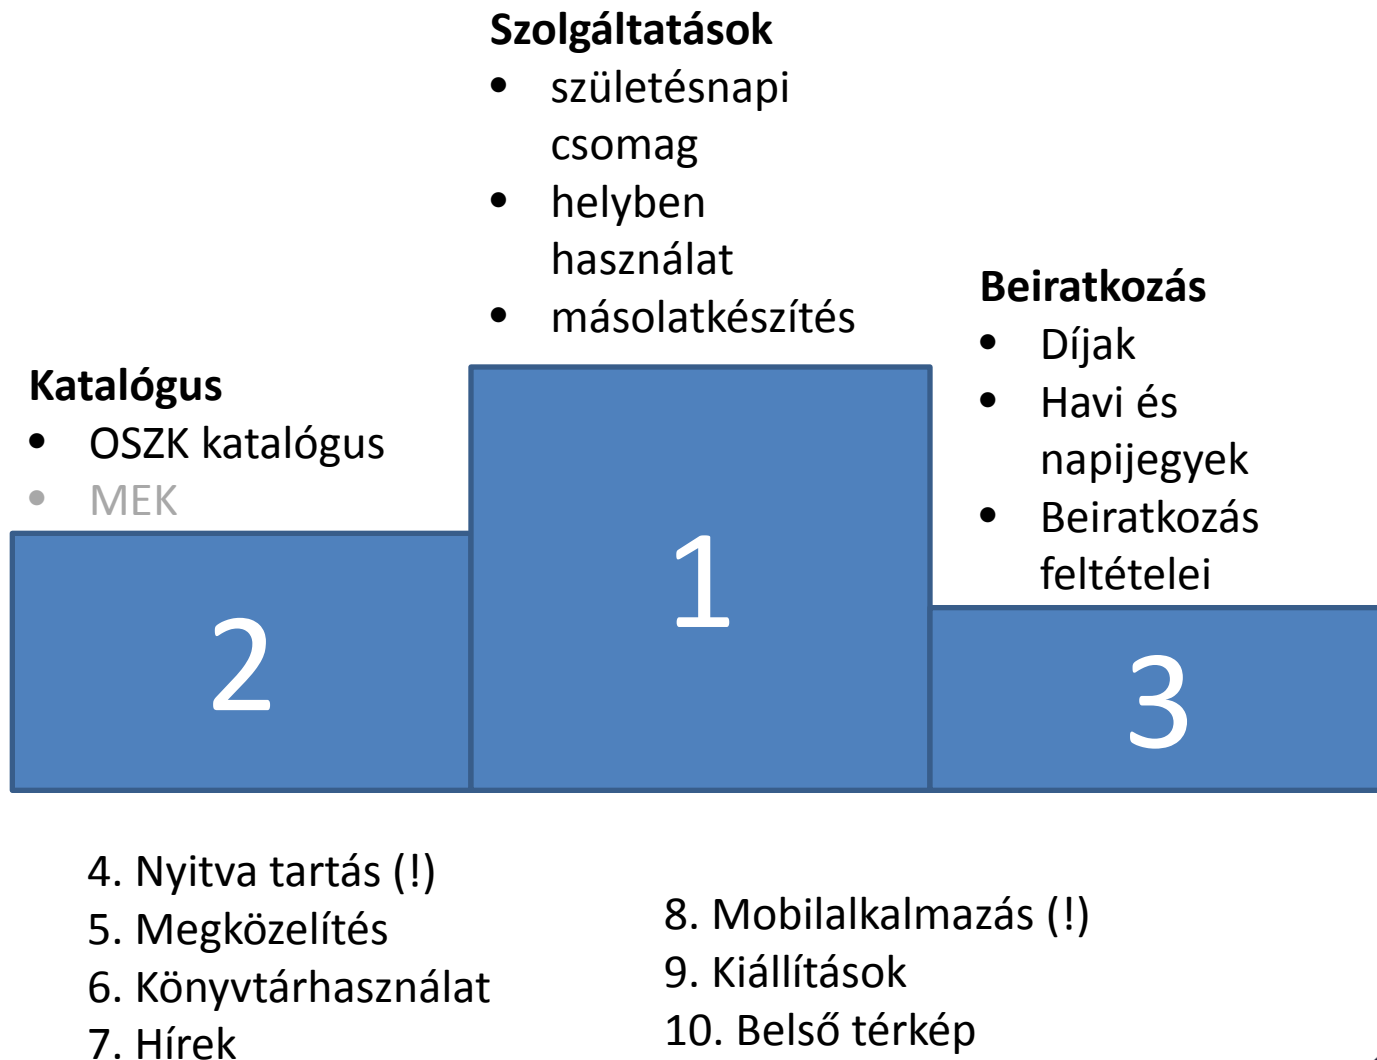 Szolgáltatások
• születésnapi
csomag
• helyben
használat
• másolatkészítés
Beiratkozás
• Díjak
• Havi és
napijegyek
• Beiratkozás
feltételei
Katalógus
• OSZK katalógus
• MEK
2
1
3
4. Nyitva tartás (!)
5. Megközelítés
6. Könyvtárhasználat
7. Hírek
8. Mobilalkalmazás (!)
9. Kiállítások
10. Belső térkép